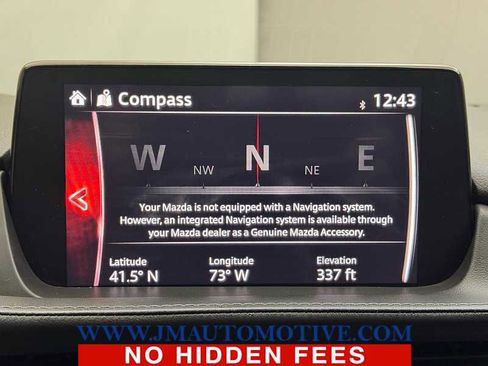 Compass
12:43
W NW N NE E
Your Mazda is not equipped with a Navigation system.
However, an integrated Navigation system is available through
your Mazda dealer as a Genuine Mazda Accessory.
Latitude Longitude Elevation
41.5° N 73° W 337 ft
WWW.JMAUTOMOTIVE.COM
NO HIDDEN FEES